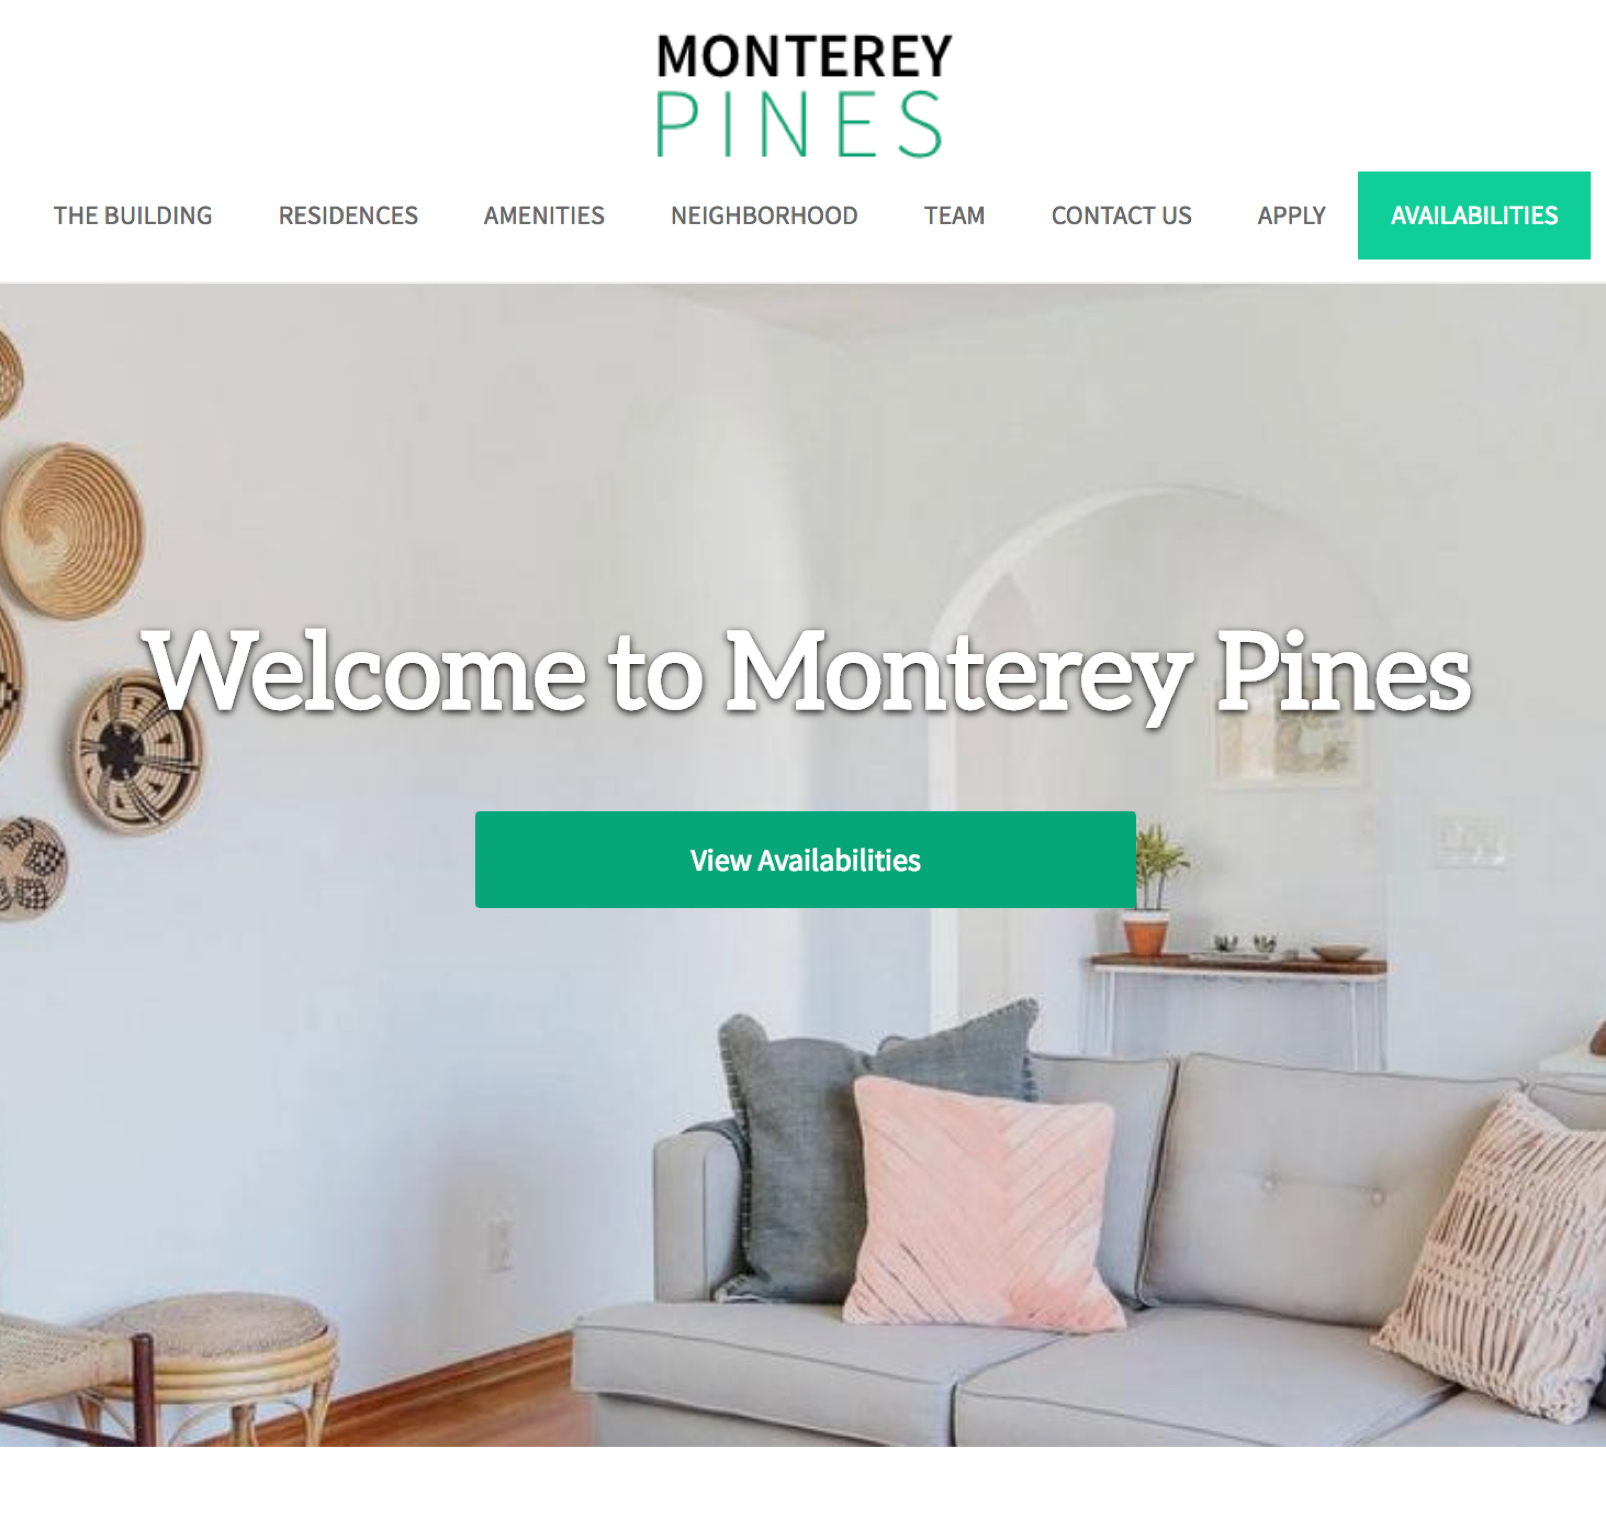 MONTEREY
PINES
THE BUILDING RESIDENCES AMENITIES NEIGHBORHOOD TEAM CONTACT US APPLY AVAILABILITIES
Welcome to Monterey Pines
View Availabilities